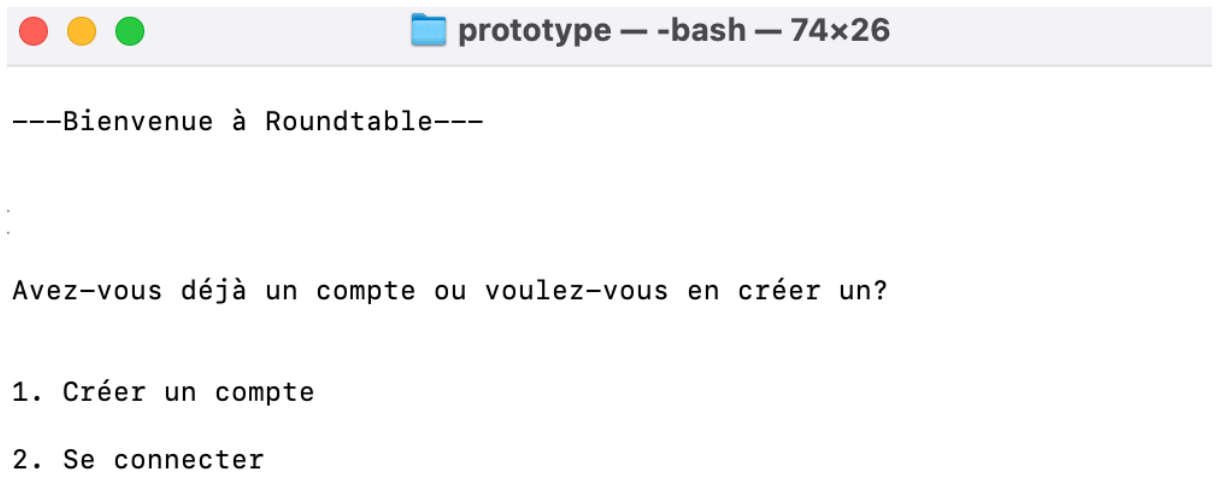 prototype — -bash — 74×26
---Bienvenue à Roundtable---
Avez-vous déjà un compte ou voulez-vous en créer un?
1. Créer un compte
2. Se connecter